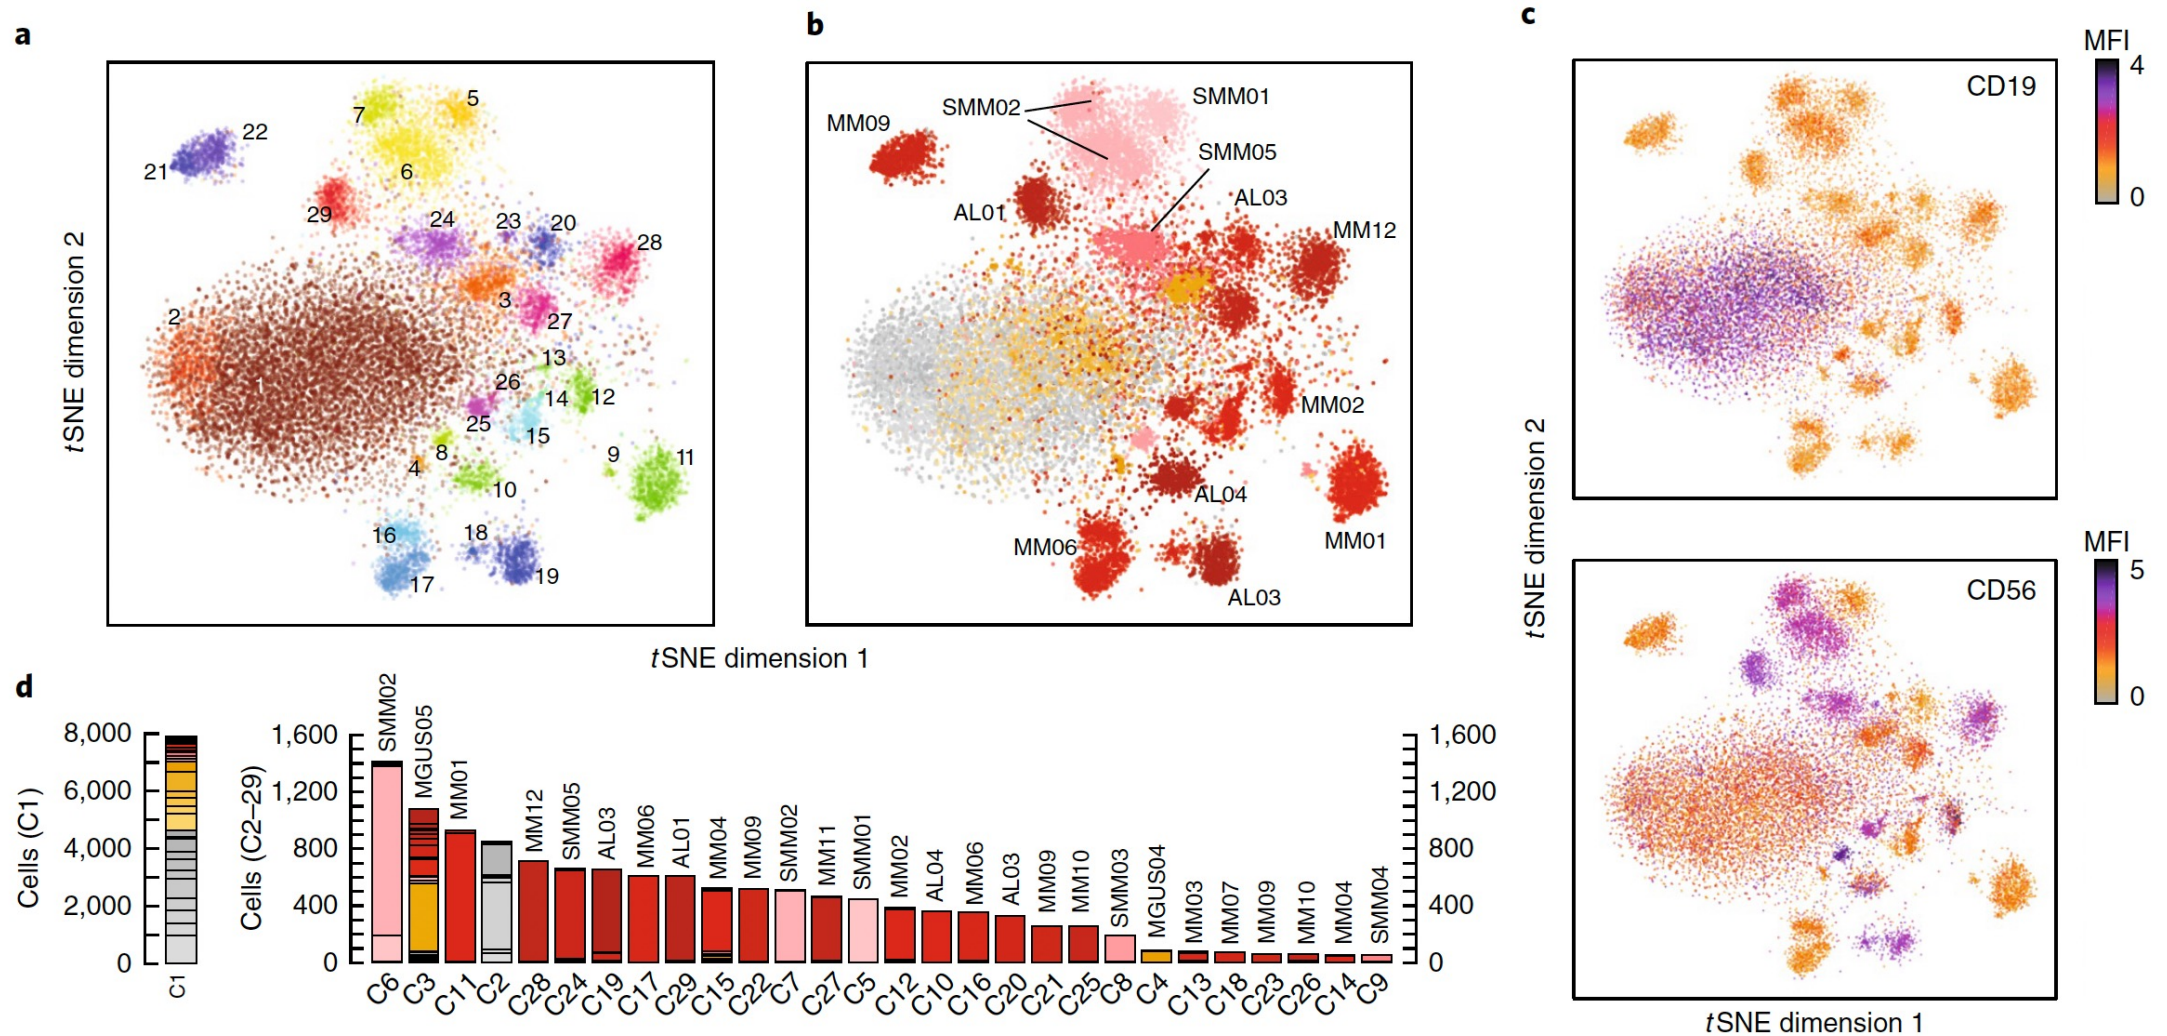 a
7
5
22
21
6
29
24
23
20
28
2
3
27
1
13
26
14
12
25
15
8
4
9
11
10
16
18
17
19
tSNE dimension 2
b
SMM02
SMM01
MM09
SMM05
AL01
AL03
MM12
MM02
AL04
MM06
MM01
AL03
tSNE dimension 1
c
MFI
4
0
CD19
MFI
5
0
CD56
tSNE dimension 2
tSNE dimension 1
d
Cells (C1)
8,000
6,000
4,000
2,000
0
C1
Cells (C2–29)
1,600
1,200
800
400
0
SMM02
MGUS05
MM01
MM12
SMM05
AL03
MM06
AL01
MM04
MM09
SMM02
MM11
SMM01
MM02
AL04
MM06
AL03
MM09
MM10
SMM03
MGUS04
MM03
MM07
MM09
MM10
MM04
SMM04
1,600
1,200
800
400
0
C6
C3
C11
C2
C28
C24
C19
C17
C29
C15
C22
C7
C27
C5
C12
C10
C16
C20
C21
C25
C8
C4
C13
C18
C23
C26
C14
C9